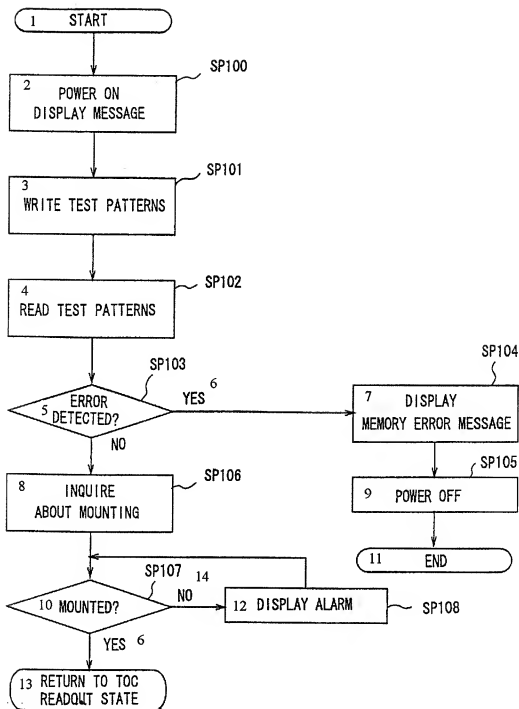 1 START
SP100
2 POWER ON
DISPLAY MESSAGE
SP101
3
WRITE TEST PATTERNS
SP102
4
READ TEST PATTERNS
SP103
5 ERROR
DETECTED?
YES 6
NO
SP104
7 DISPLAY
MEMORY ERROR MESSAGE
SP105
9 POWER OFF
11 END
SP106
8 INQUIRE
ABOUT MOUNTING
SP107
10 MOUNTED?
NO 14
12 DISPLAY ALARM
SP108
YES 6
13 RETURN TO TOC
READOUT STATE